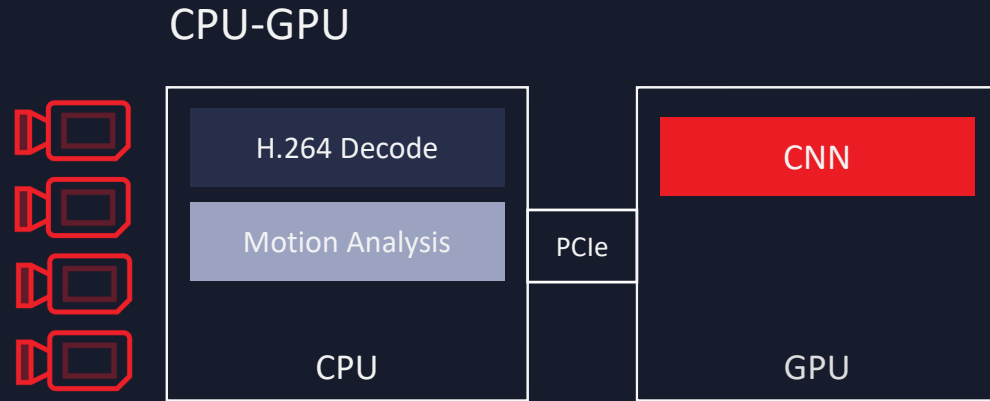 CPU-GPU
H.264 Decode
Motion Analysis
CPU
PCIe
CNN
GPU